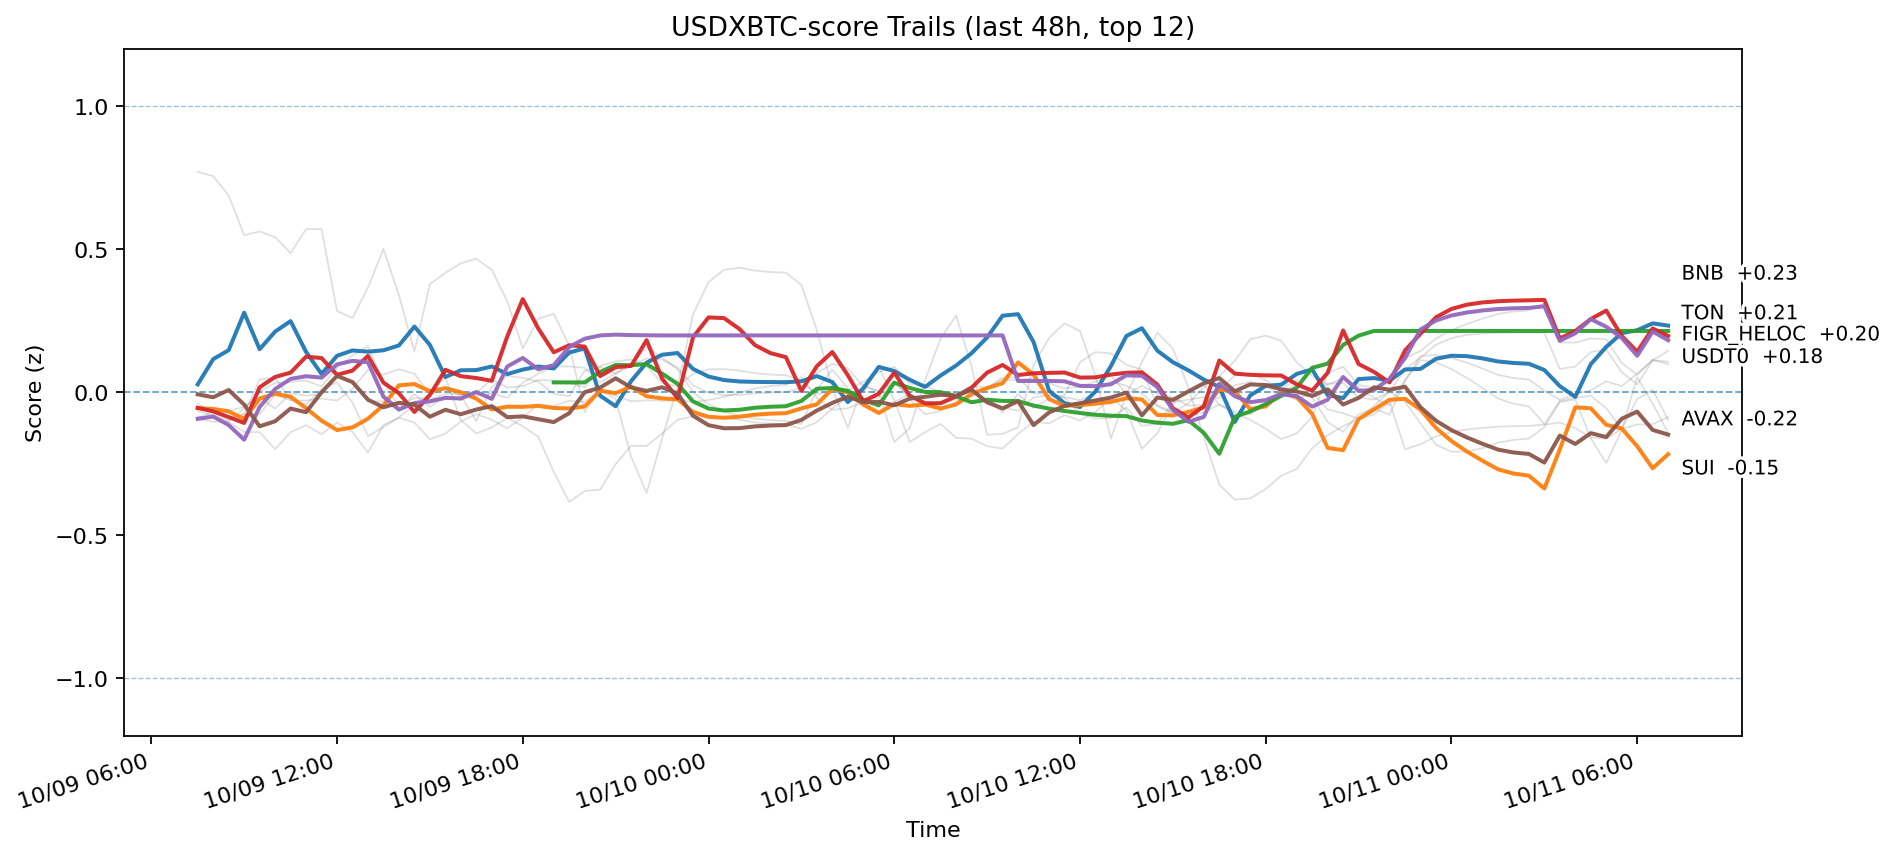 USDXBTC-score Trails (last 48h, top 12)
1.0
0.5
0.0
−0.5
−1.0
Score (z)
BNB +0.23
TON +0.21
FIGR_HELOC +0.20
USDT0 +0.18
AVAX -0.22
SUI -0.15
10/09 06:00
10/09 12:00
10/09 18:00
10/10 00:00
10/10 06:00
10/10 12:00
10/10 18:00
10/11 00:00
10/11 06:00
Time